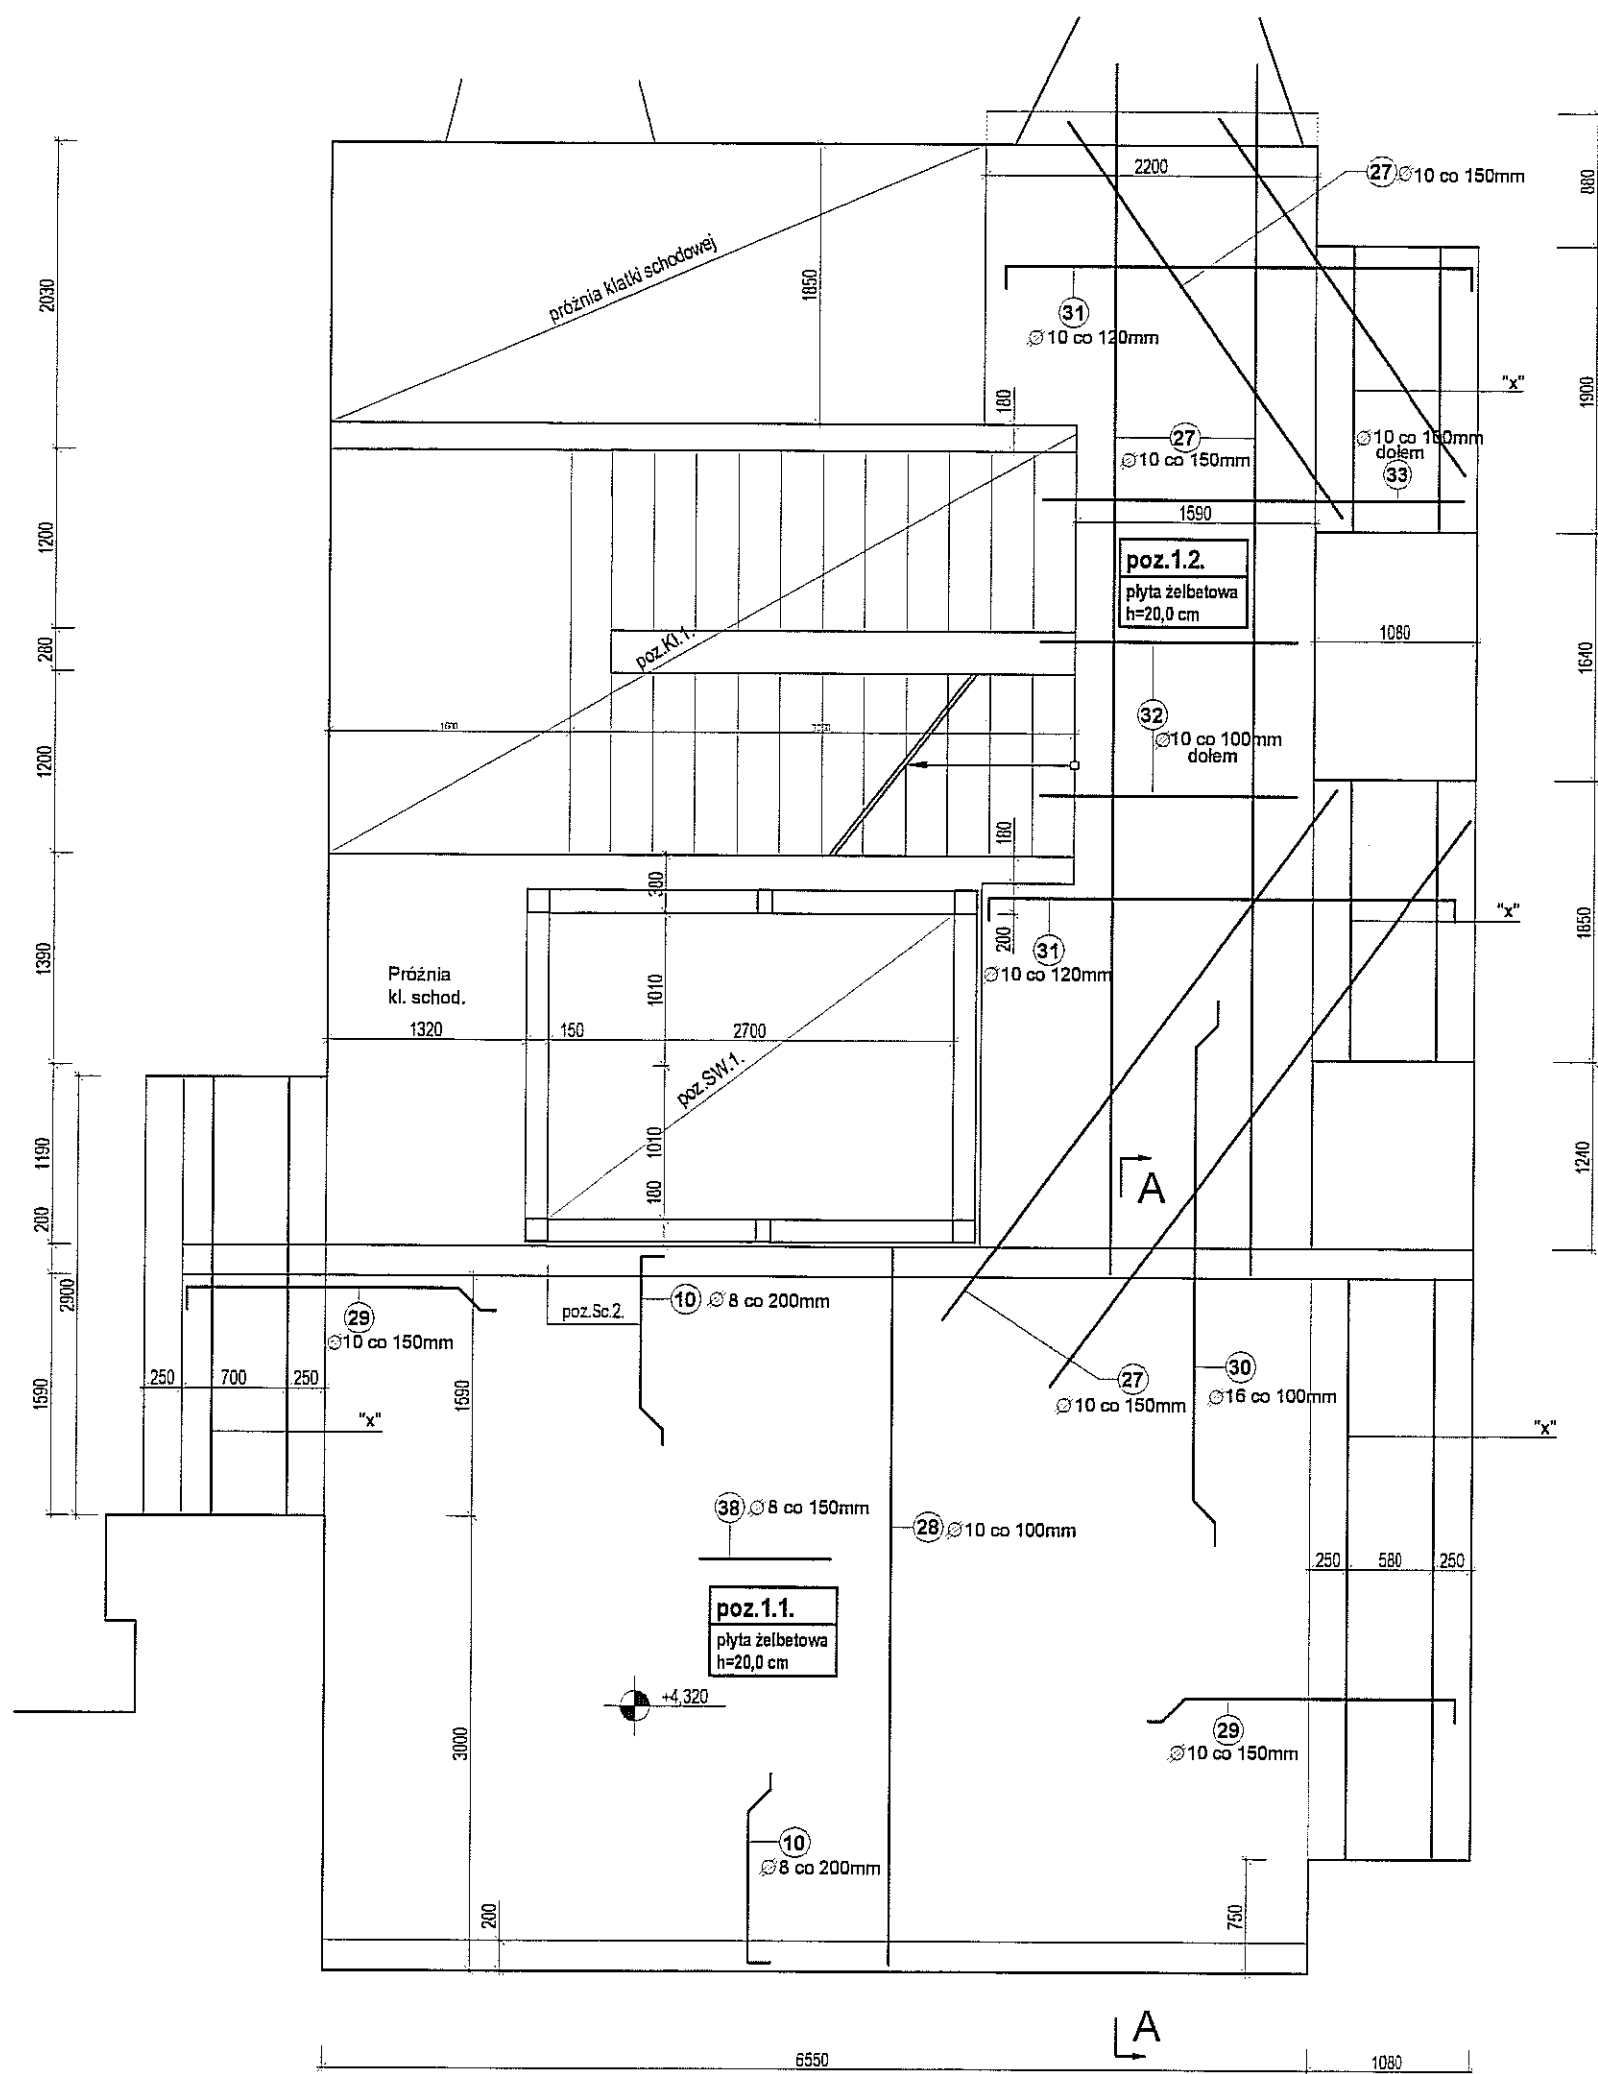 2200
27 Ø10 co 150mm
880
2030
próżnia klatki schodowej
1850
31
Ø10 co 120mm
"x"
1900
180
27
Ø10 co 150mm
Ø10 co 100mm
dołem
33
1590
1200
poz.1.2.
płyta żelbetowa
h=20,0 cm
280
poz.Kl.1.
1080
1640
32
Ø10 co 100mm
dołem
1200
180
380
200
31
Ø10 co 120mm
"x"
1850
1390
Próżnia
kl. schod.
1010
1320
150
2700
poz.SW.1.
1190
1010
1240
A
180
200
2900
29
Ø10 co 150mm
poz.Sc.2.
10 Ø8 co 200mm
27
Ø10 co 150mm
30
Ø16 co 100mm
250
700
250
1590
1590
"x"
"x"
38 Ø8 co 150mm
28 Ø10 co 100mm
250
580
250
poz.1.1.
płyta żelbetowa
h=20,0 cm
+4,320
3000
29
Ø10 co 150mm
10
Ø8 co 200mm
200
750
A
6550
1080